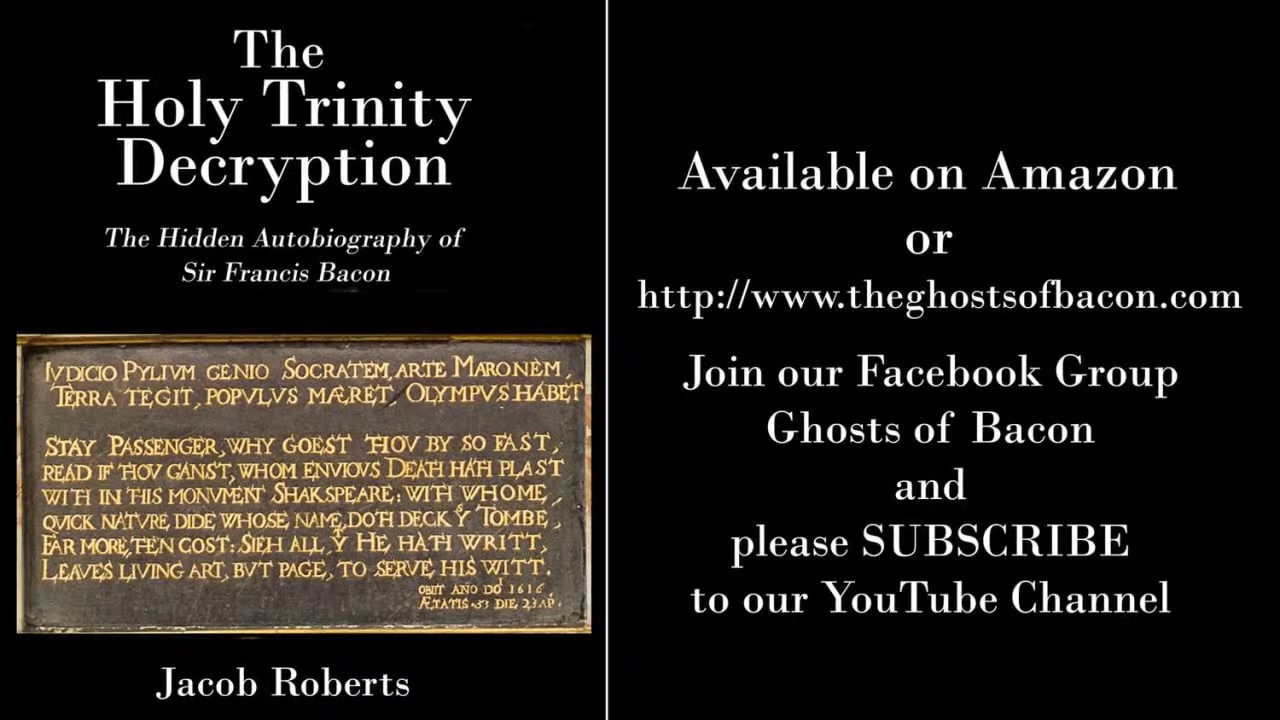 The
Holy Trinity
Decryption
The Hidden Autobiography of
Sir Francis Bacon
IVDICIO PYLIVM GENIO SOCRATEM, ARTE MARONEM,
TERRA TEGIT, POPVLVS MÆRET, OLYMPVS HABET
STAY PASSENGER, WHY GOEST THOV BY SO FAST,
READ IF THOV CANST, WHOM ENVIOVS DEATH HATH PLAST
WITH IN THIS MONVMENT SHAKSPEARE: WITH WHOME,
QVICK NATVRE DIDE WHOSE NAME, DOTH DECK Yͤ TOMBE,
FAR MORE, THEN COST: SIEH ALL, Yͭ HE HATH WRITT,
LEAVES LIVING ART, BVT PAGE, TO SERVE HIS WITT.
OBIIT AÑO DOⁱ 1616,
ÆTATIS·53 DIE 23 AP.
Jacob Roberts
Available on Amazon
or
http://www.theghostsofbacon.com
Join our Facebook Group
Ghosts of Bacon
and
please SUBSCRIBE
to our YouTube Channel